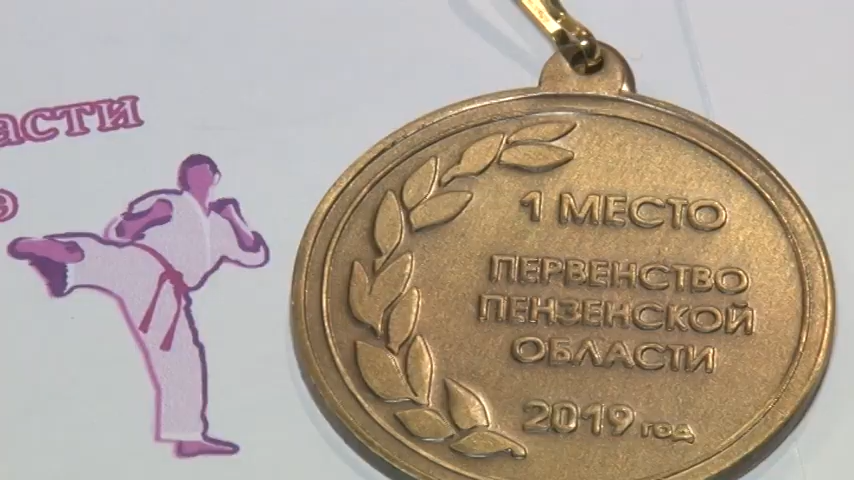 асти
1 МЕСТО
ПЕРВЕНСТВО
ПЕНЗЕНСКОЙ
ОБЛАСТИ
2019 год